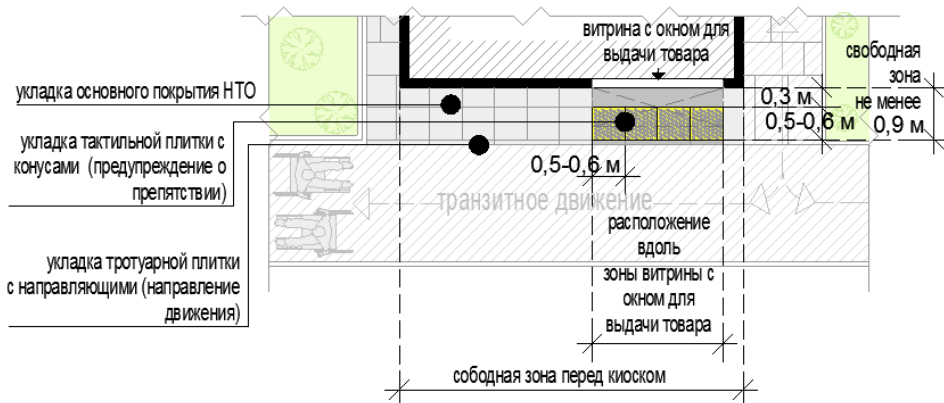 витрина с окном для
выдачи товара
свободная
зона
не менее
0,9 м
0,3 м
0,5-0,6 м
укладка основного покрытия НТО
укладка тактильной плитки с
конусами (предупреждение о
препятствии)
0,5-0,6 м
транзитное движение
укладка тротуарной плитки
с направляющими (направление
движения)
расположение
вдоль
зоны витрины с
окном для
выдачи товара
сободная зона перед киоском